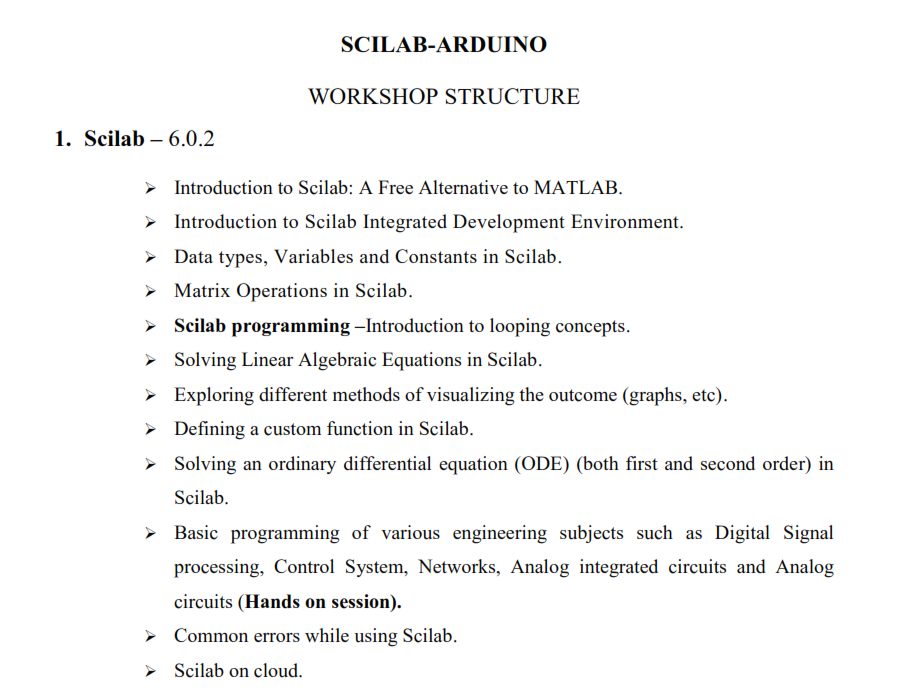 SCILAB-ARDUINO
WORKSHOP STRUCTURE
1. Scilab – 6.0.2
➢ Introduction to Scilab: A Free Alternative to MATLAB.
➢ Introduction to Scilab Integrated Development Environment.
➢ Data types, Variables and Constants in Scilab.
➢ Matrix Operations in Scilab.
➢ Scilab programming –Introduction to looping concepts.
➢ Solving Linear Algebraic Equations in Scilab.
➢ Exploring different methods of visualizing the outcome (graphs, etc).
➢ Defining a custom function in Scilab.
➢ Solving an ordinary differential equation (ODE) (both first and second order) in
Scilab.
➢ Basic programming of various engineering subjects such as Digital Signal
processing, Control System, Networks, Analog integrated circuits and Analog
circuits (Hands on session).
➢ Common errors while using Scilab.
➢ Scilab on cloud.